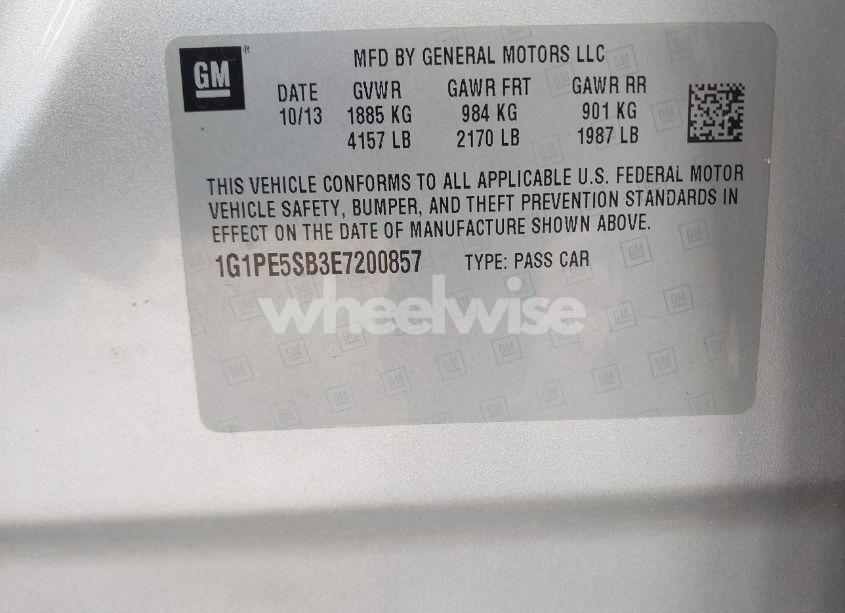 GM
MFD BY GENERAL MOTORS LLC
DATE GVWR GAWR FRT GAWR RR
10/13 1885 KG 984 KG 901 KG
4157 LB 2170 LB 1987 LB
THIS VEHICLE CONFORMS TO ALL APPLICABLE U.S. FEDERAL MOTOR
VEHICLE SAFETY, BUMPER, AND THEFT PREVENTION STANDARDS IN
EFFECT ON THE DATE OF MANUFACTURE SHOWN ABOVE.
1G1PE5SB3E7200857 TYPE: PASS CAR
wheelwise